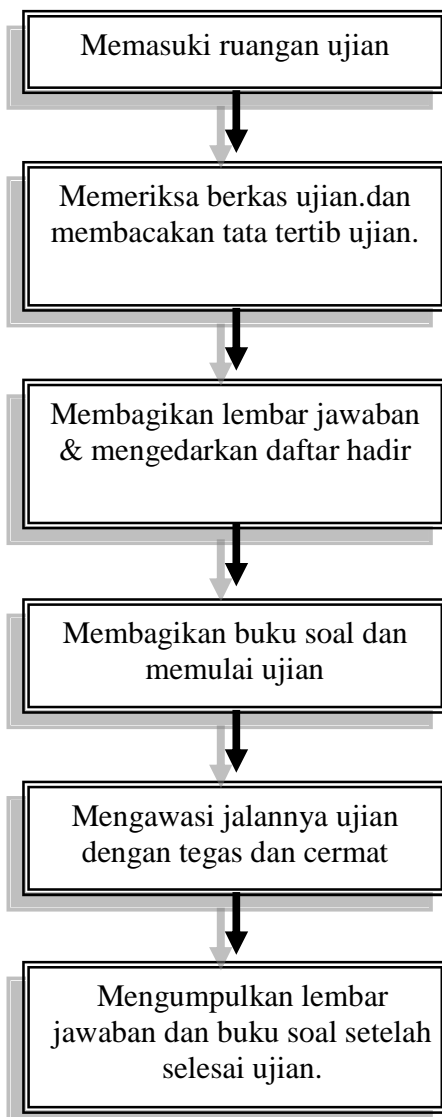 Memasuki ruangan ujian
Memeriksa berkas ujian.dan
membacakan tata tertib ujian.
Membagikan lembar jawaban
& mengedarkan daftar hadir
Membagikan buku soal dan
memulai ujian
Mengawasi jalannya ujian
dengan tegas dan cermat
Mengumpulkan lembar
jawaban dan buku soal setelah
selesai ujian.